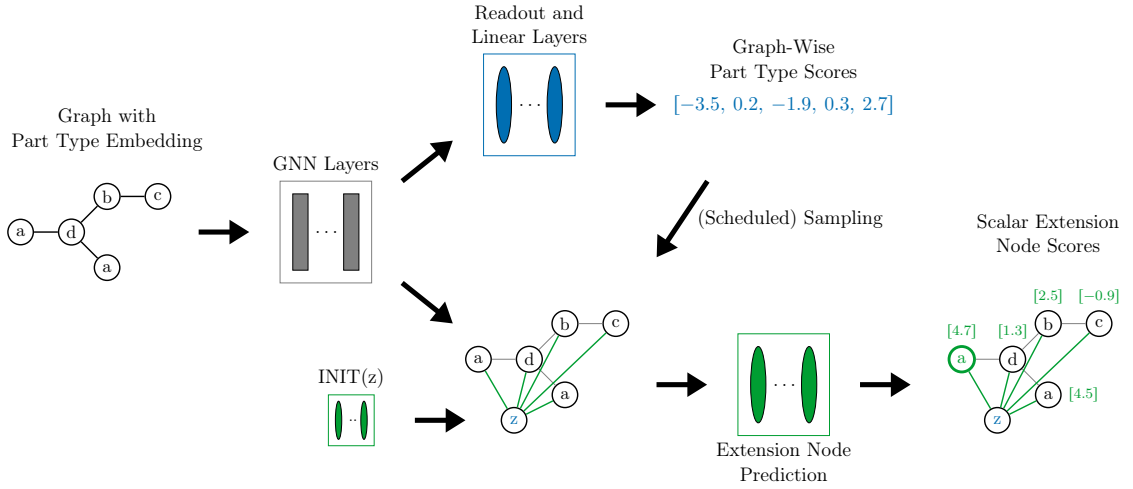 Readout and
Linear Layers
...
Graph-Wise
Part Type Scores
[−3.5, 0.2, −1.9, 0.3, 2.7]
Graph with
Part Type Embedding
a
d
b
c
a
GNN Layers
...
(Scheduled) Sampling
INIT(z)
..
a
d
b
c
a
z
...
Extension Node
Prediction
Scalar Extension
Node Scores
[4.7]
[1.3]
[2.5]
[−0.9]
[4.5]
a
d
b
c
a
z